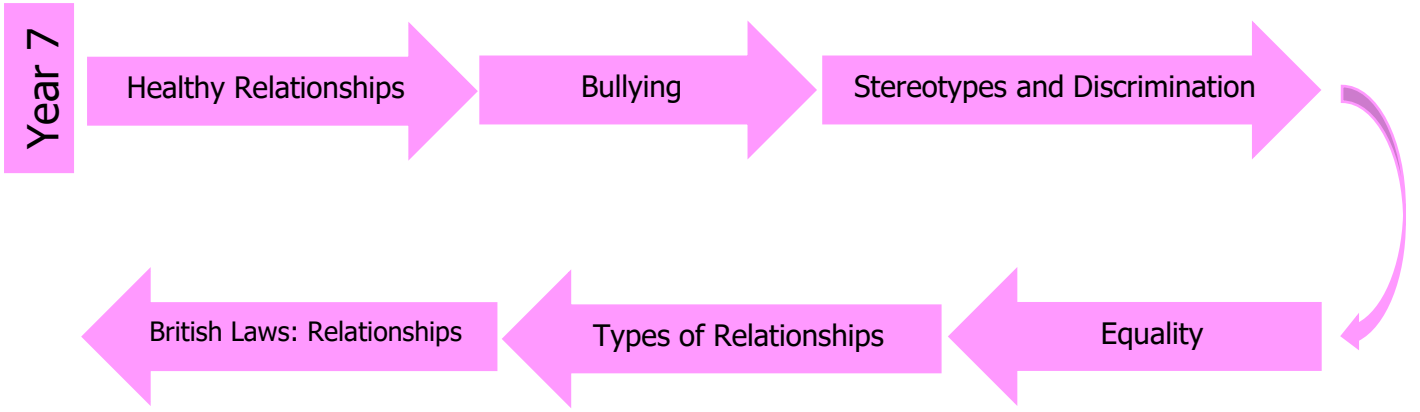 Year 7
Healthy Relationships
Bullying
Stereotypes and Discrimination
Equality
Types of Relationships
British Laws: Relationships